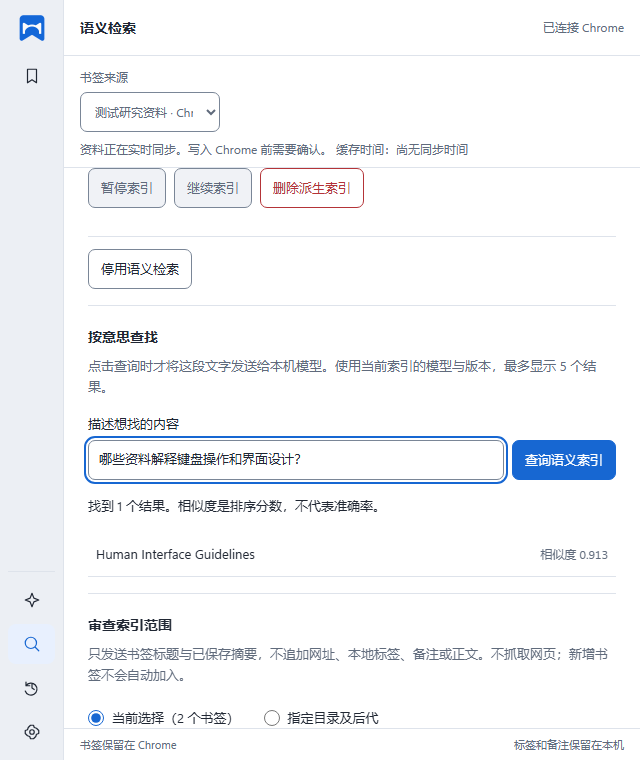 语义检索
已连接 Chrome
书签来源
测试研究资料 · Chr
资料正在实时同步。写入 Chrome 前需要确认。 缓存时间：尚无同步时间
暂停索引
继续索引
删除派生索引
停用语义检索
按意思查找
点击查询时才将这段文字发送给本机模型。使用当前索引的模型与版本，最多显示 5 个结
果。
描述想找的内容
哪些资料解释键盘操作和界面设计？
查询语义索引
找到 1 个结果。相似度是排序分数，不代表准确率。
Human Interface Guidelines
相似度 0.913
审查索引范围
只发送书签标题与已保存摘要，不追加网址、本地标签、备注或正文。不抓取网页；新增书
签不会自动加入。
当前选择（2 个书签）
指定目录及后代
书签保留在 Chrome
标签和备注保留在本机